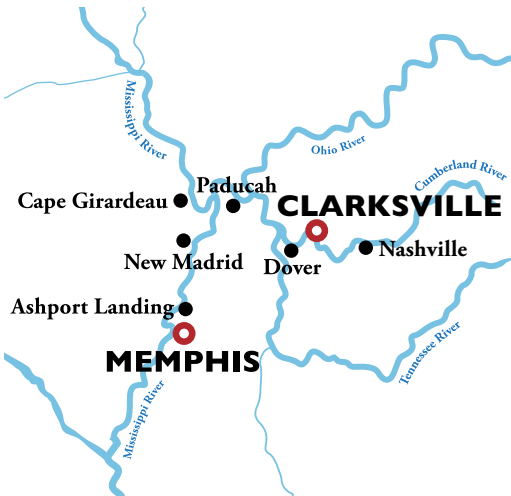 Mississippi River
Ohio River
Cumberland River
Paducah
Cape Girardeau
CLARKSVILLE
New Madrid
Dover
Nashville
Ashport Landing
MEMPHIS
Tennessee River
Mississippi River